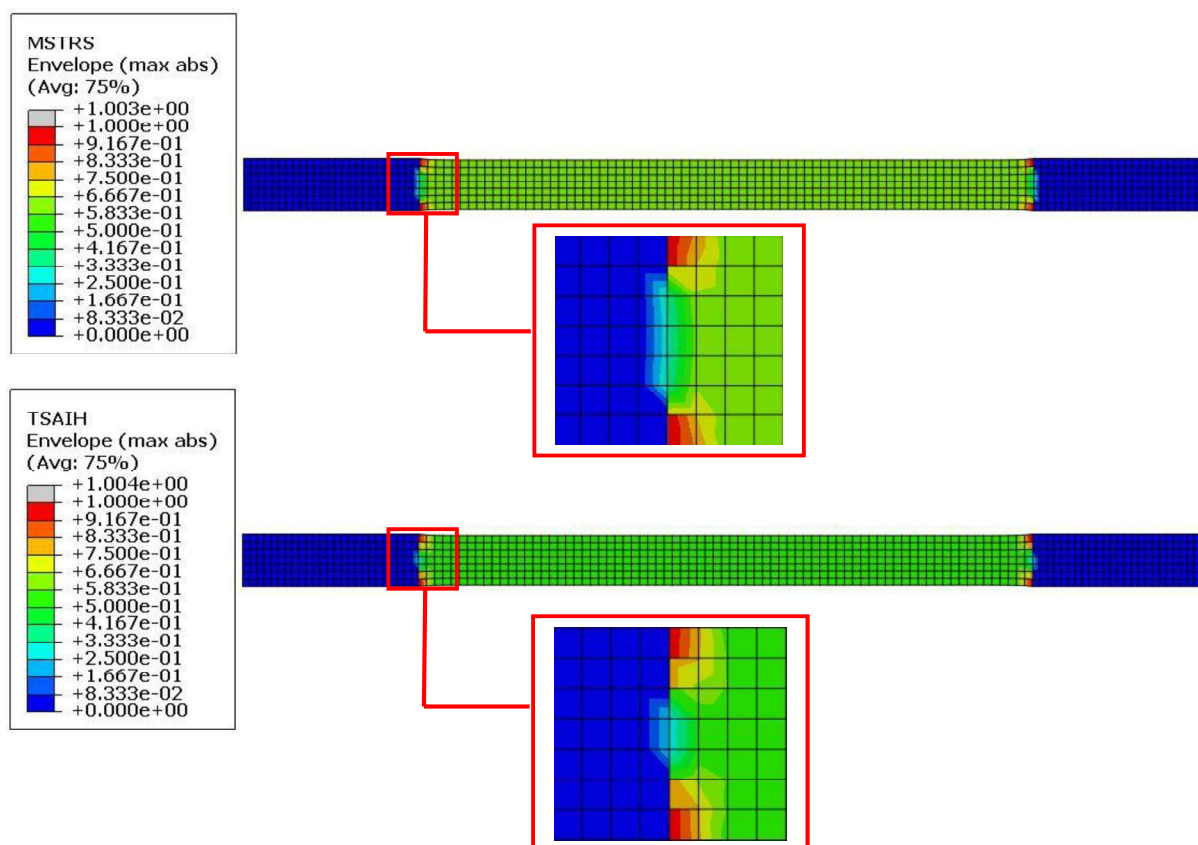 MSTRS
Envelope (max abs)
(Avg: 75%)
+1.003e+00
+1.000e+00
+9.167e-01
+8.333e-01
+7.500e-01
+6.667e-01
+5.833e-01
+5.000e-01
+4.167e-01
+3.333e-01
+2.500e-01
+1.667e-01
+8.333e-02
+0.000e+00
TSAIH
Envelope (max abs)
(Avg: 75%)
+1.004e+00
+1.000e+00
+9.167e-01
+8.333e-01
+7.500e-01
+6.667e-01
+5.833e-01
+5.000e-01
+4.167e-01
+3.333e-01
+2.500e-01
+1.667e-01
+8.333e-02
+0.000e+00